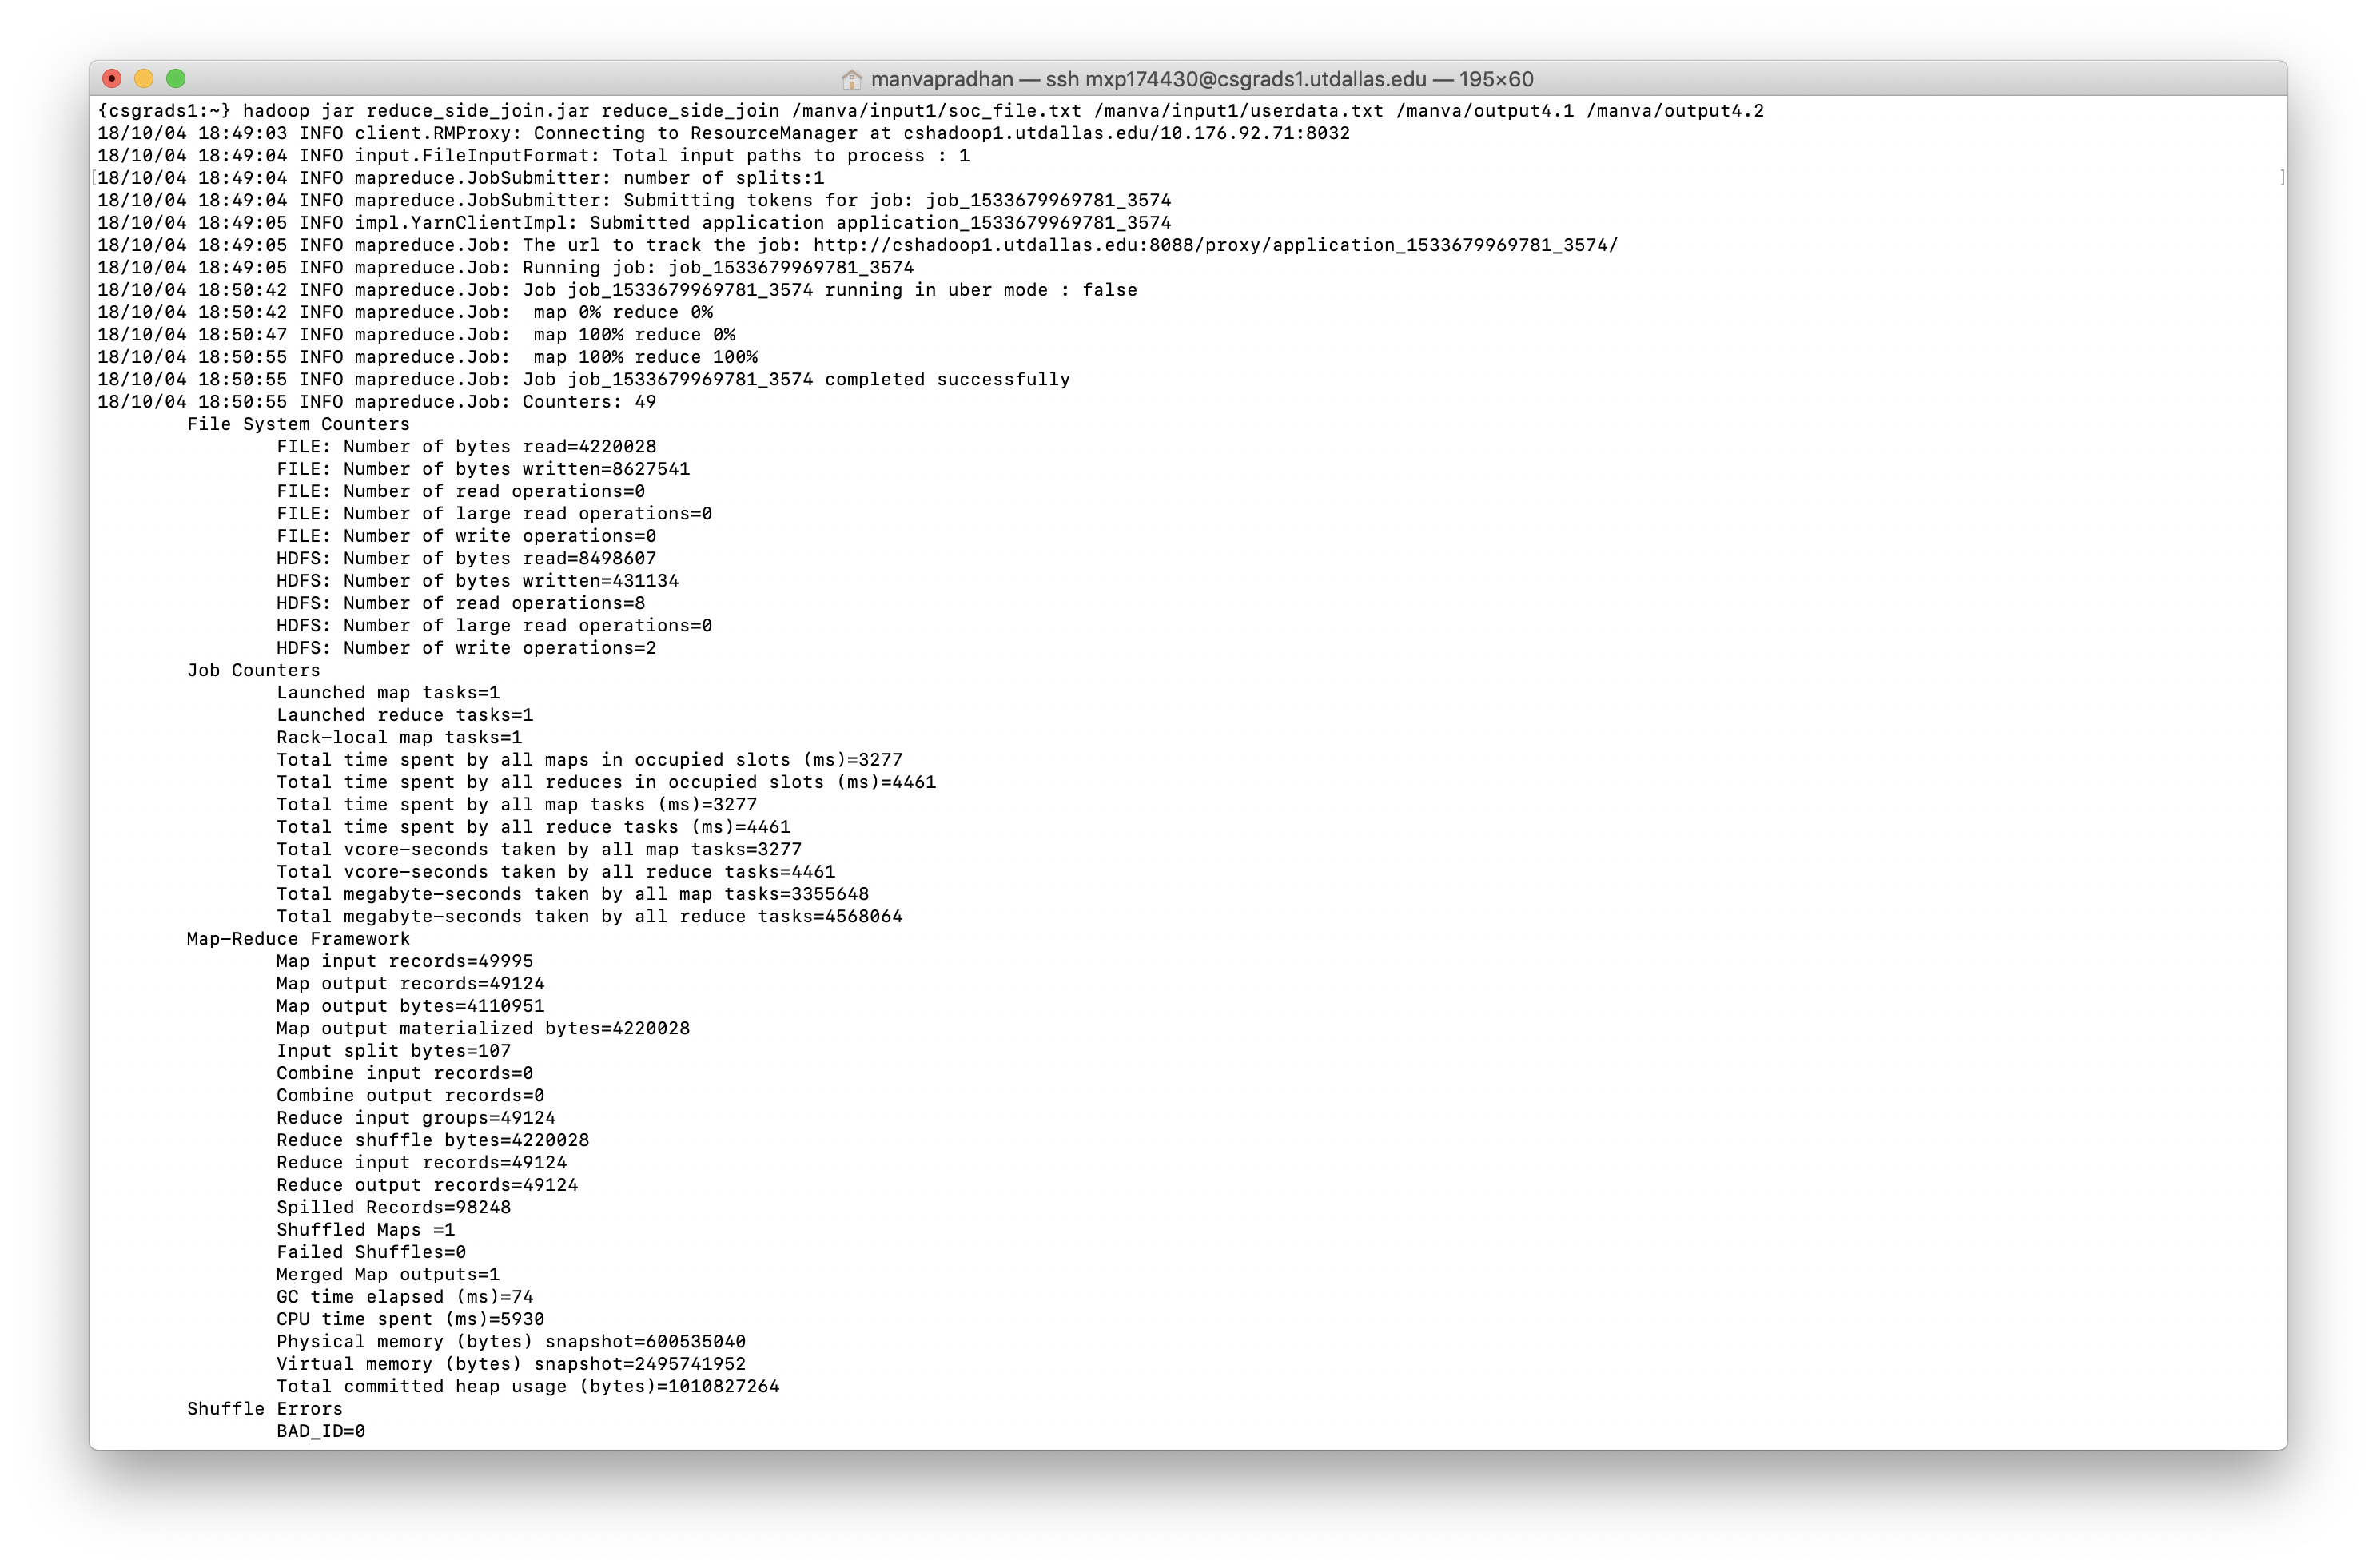 manvapradhan — ssh mxp174430@csgrads1.utdallas.edu — 195×60
{csgrads1:~} hadoop jar reduce_side_join.jar reduce_side_join /manva/input1/soc_file.txt /manva/input1/userdata.txt /manva/output4.1 /manva/output4.2
18/10/04 18:49:03 INFO client.RMProxy: Connecting to ResourceManager at cshadoop1.utdallas.edu/10.176.92.71:8032
18/10/04 18:49:04 INFO input.FileInputFormat: Total input paths to process : 1
[18/10/04 18:49:04 INFO mapreduce.JobSubmitter: number of splits:1 ]
18/10/04 18:49:04 INFO mapreduce.JobSubmitter: Submitting tokens for job: job_1533679969781_3574
18/10/04 18:49:05 INFO impl.YarnClientImpl: Submitted application application_1533679969781_3574
18/10/04 18:49:05 INFO mapreduce.Job: The url to track the job: http://cshadoop1.utdallas.edu:8088/proxy/application_1533679969781_3574/
18/10/04 18:49:05 INFO mapreduce.Job: Running job: job_1533679969781_3574
18/10/04 18:50:42 INFO mapreduce.Job: Job job_1533679969781_3574 running in uber mode : false
18/10/04 18:50:42 INFO mapreduce.Job:  map 0% reduce 0%
18/10/04 18:50:47 INFO mapreduce.Job:  map 100% reduce 0%
18/10/04 18:50:55 INFO mapreduce.Job:  map 100% reduce 100%
18/10/04 18:50:55 INFO mapreduce.Job: Job job_1533679969781_3574 completed successfully
18/10/04 18:50:55 INFO mapreduce.Job: Counters: 49
File System Counters
FILE: Number of bytes read=4220028
FILE: Number of bytes written=8627541
FILE: Number of read operations=0
FILE: Number of large read operations=0
FILE: Number of write operations=0
HDFS: Number of bytes read=8498607
HDFS: Number of bytes written=431134
HDFS: Number of read operations=8
HDFS: Number of large read operations=0
HDFS: Number of write operations=2
Job Counters
Launched map tasks=1
Launched reduce tasks=1
Rack-local map tasks=1
Total time spent by all maps in occupied slots (ms)=3277
Total time spent by all reduces in occupied slots (ms)=4461
Total time spent by all map tasks (ms)=3277
Total time spent by all reduce tasks (ms)=4461
Total vcore-seconds taken by all map tasks=3277
Total vcore-seconds taken by all reduce tasks=4461
Total megabyte-seconds taken by all map tasks=3355648
Total megabyte-seconds taken by all reduce tasks=4568064
Map-Reduce Framework
Map input records=49995
Map output records=49124
Map output bytes=4110951
Map output materialized bytes=4220028
Input split bytes=107
Combine input records=0
Combine output records=0
Reduce input groups=49124
Reduce shuffle bytes=4220028
Reduce input records=49124
Reduce output records=49124
Spilled Records=98248
Shuffled Maps =1
Failed Shuffles=0
Merged Map outputs=1
GC time elapsed (ms)=74
CPU time spent (ms)=5930
Physical memory (bytes) snapshot=600535040
Virtual memory (bytes) snapshot=2495741952
Total committed heap usage (bytes)=1010827264
Shuffle Errors
BAD_ID=0